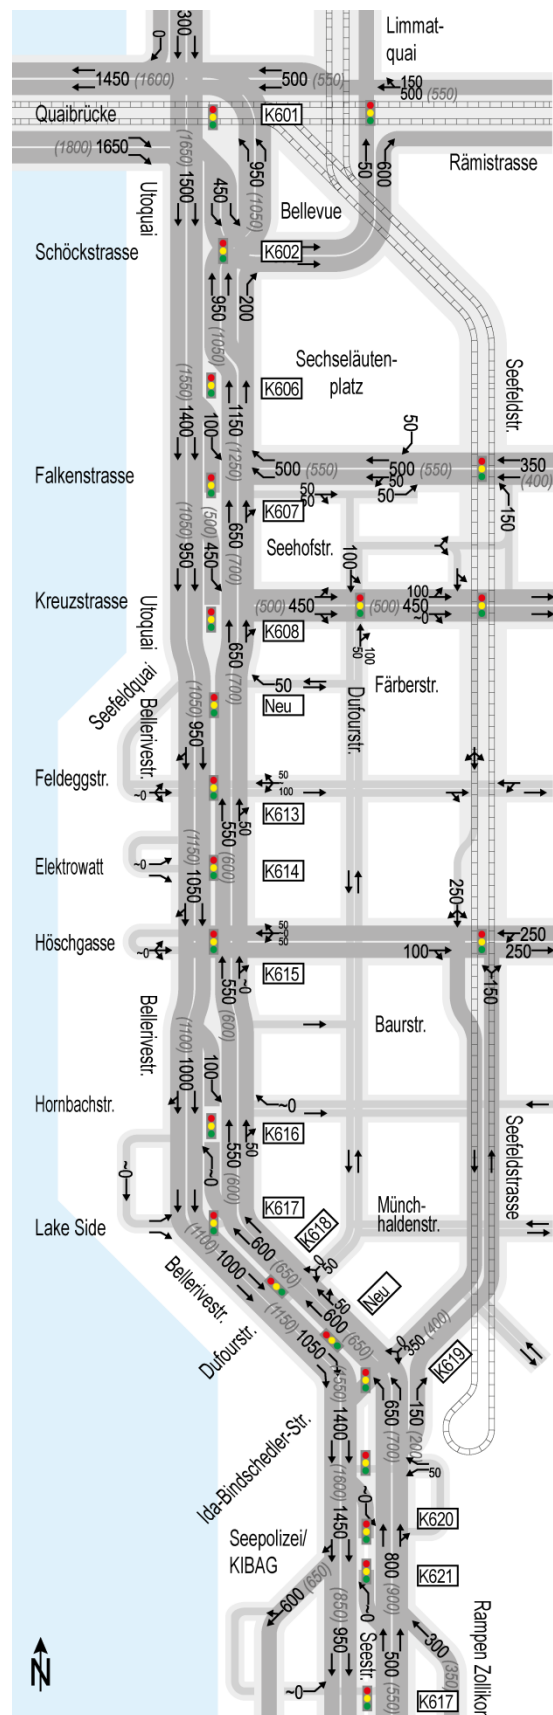 0
300
Limmat-
quai
1450 (1600)
500 (550)
150
500 (550)
Quaibrücke
K601
(1800) 1650
(1650)
1500
950
(1050)
50
600
Rämistrasse
Utoquai
450
Bellevue
Schöckstrasse
K602
950
(1050)
200
Sechseläuten-
platz
Seefeldstr.
(1550)
1400
100
K606
1150
(1250)
50
500 (550)
500 (550)
350
(400)
Falkenstrasse
50
50
50
50
150
(1050)
950
(500)
450
K607
650
(700)
Seehofstr.
100
100
Kreuzstrasse
(500) 450
(500) 450
~0
Utoquai
K608
650
(700)
50
100
50
Färberstr.
Seefeldquai
Bellerivestr.
(1050)
950
Neu
Dufourstr.
Feldeggstr.
~0
50
100
K613
550
(600)
50
(1150)
1050
Elektrowatt
~0
K614
250
Höschgasse
~0
50
0
50
100
250
250
K615
550
(600)
~0
150
Bellerivestr.
(1100)
1000
100
Baurstr.
Hornbachstr.
~0
K616
550
(600)
50
~0
~0
Seefeldstrasse
K617
K618
Münch-
haldenstr.
Lake Side
600
(650)
(1100)
1000
0
50
Bellerivestr.
Neu
50
600
(650)
(1150)
1050
Dufourstr.
0
350
(400)
K619
(1550)
1400
650
(700)
150
(200)
Ida-Bindschedler-Str.
50
(1600)
1450
~0
K620
Seepolizei/
KIBAG
800
(900)
K621
600
(650)
(850)
950
~0
Seestr.
300
(350)
Rampen Zollikon
500
(550)
N
~0
K617